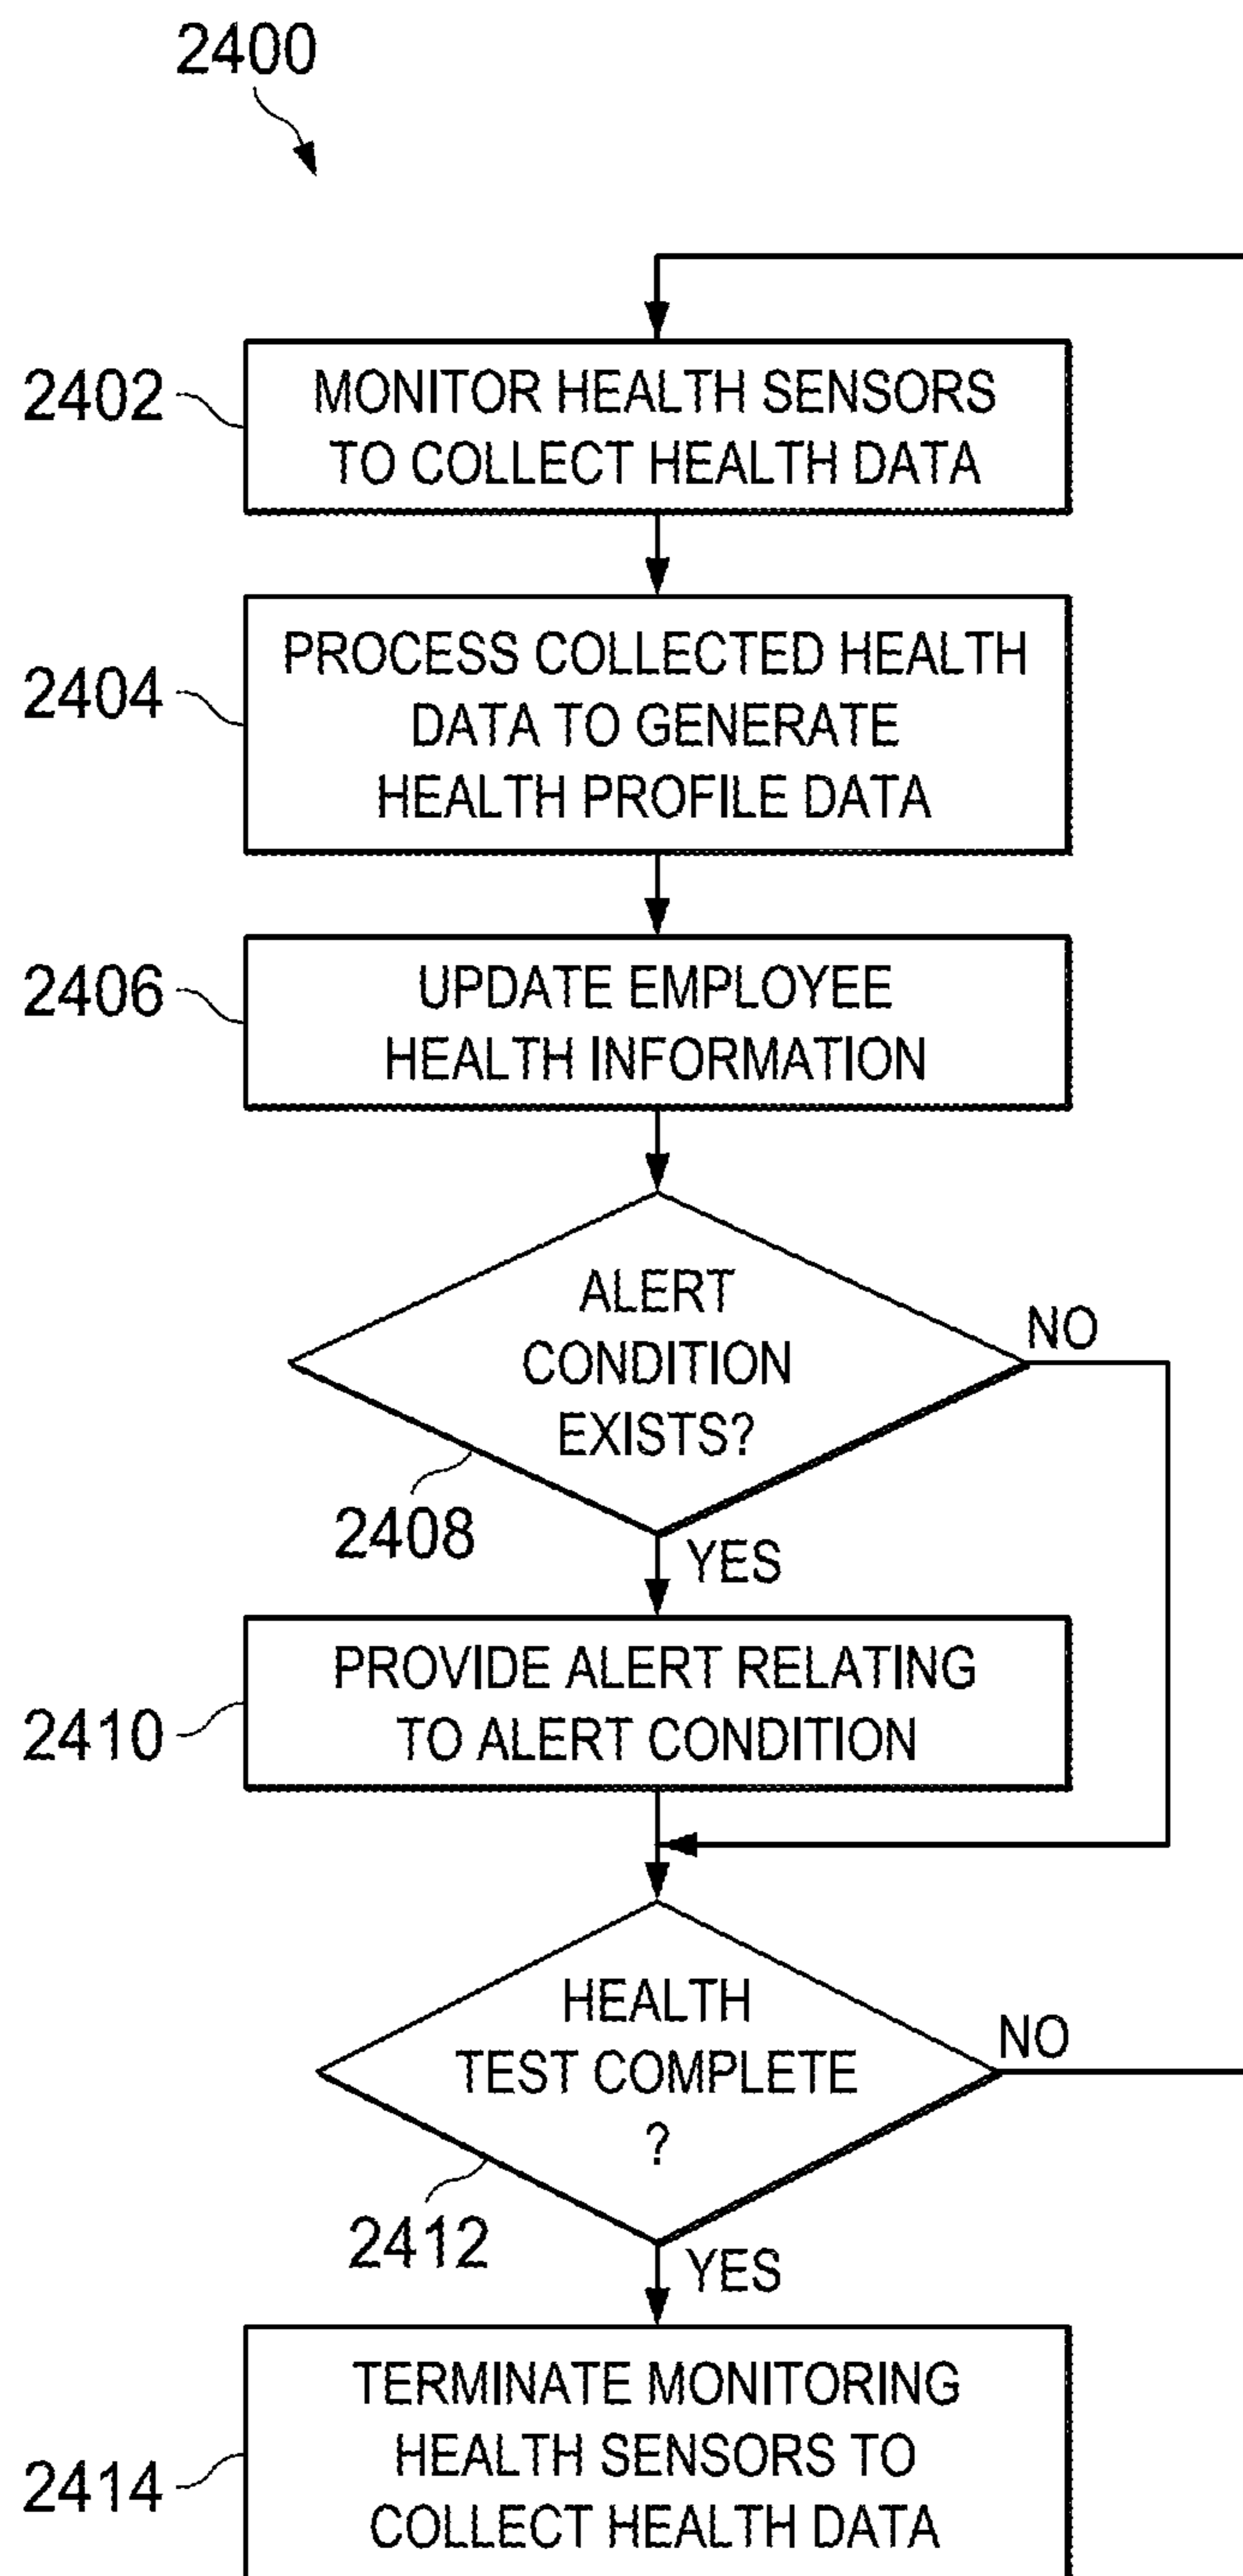 2400
2402
MONITOR HEALTH SENSORS
TO COLLECT HEALTH DATA
2404
PROCESS COLLECTED HEALTH
DATA TO GENERATE
HEALTH PROFILE DATA
2406
UPDATE EMPLOYEE
HEALTH INFORMATION
ALERT
CONDITION
EXISTS?
NO
2408
YES
2410
PROVIDE ALERT RELATING
TO ALERT CONDITION
HEALTH
TEST COMPLETE
?
NO
2412
YES
2414
TERMINATE MONITORING
HEALTH SENSORS TO
COLLECT HEALTH DATA